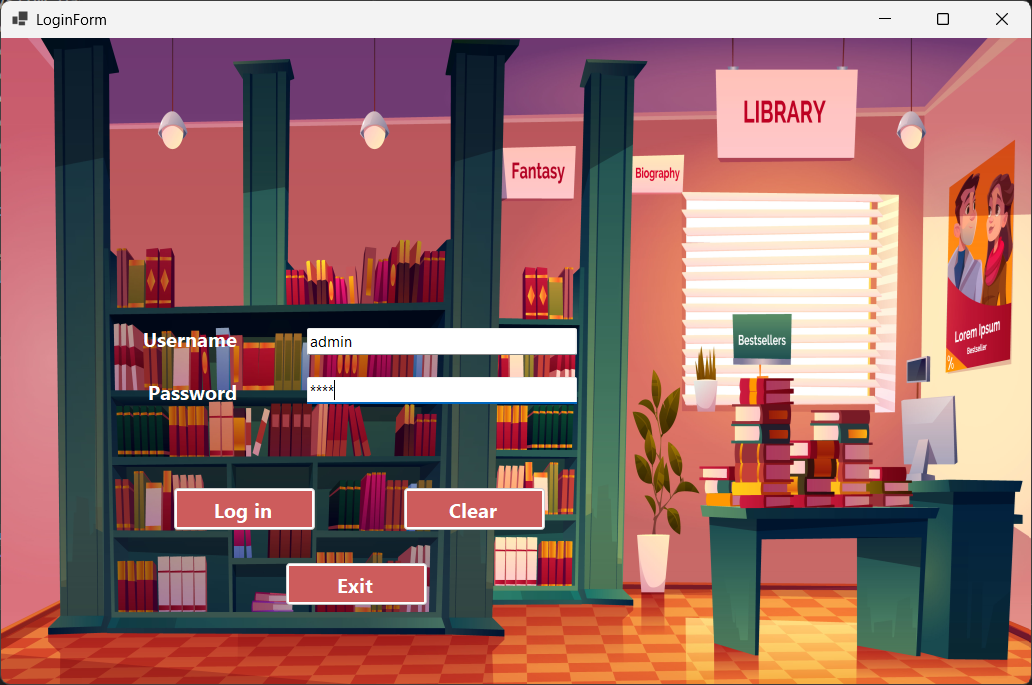 LoginForm
LIBRARY
Fantasy
Biography
Bestsellers
Lorem Ipsum
Bestseller
%
Username
admin
Password
****
Log in
Clear
Exit